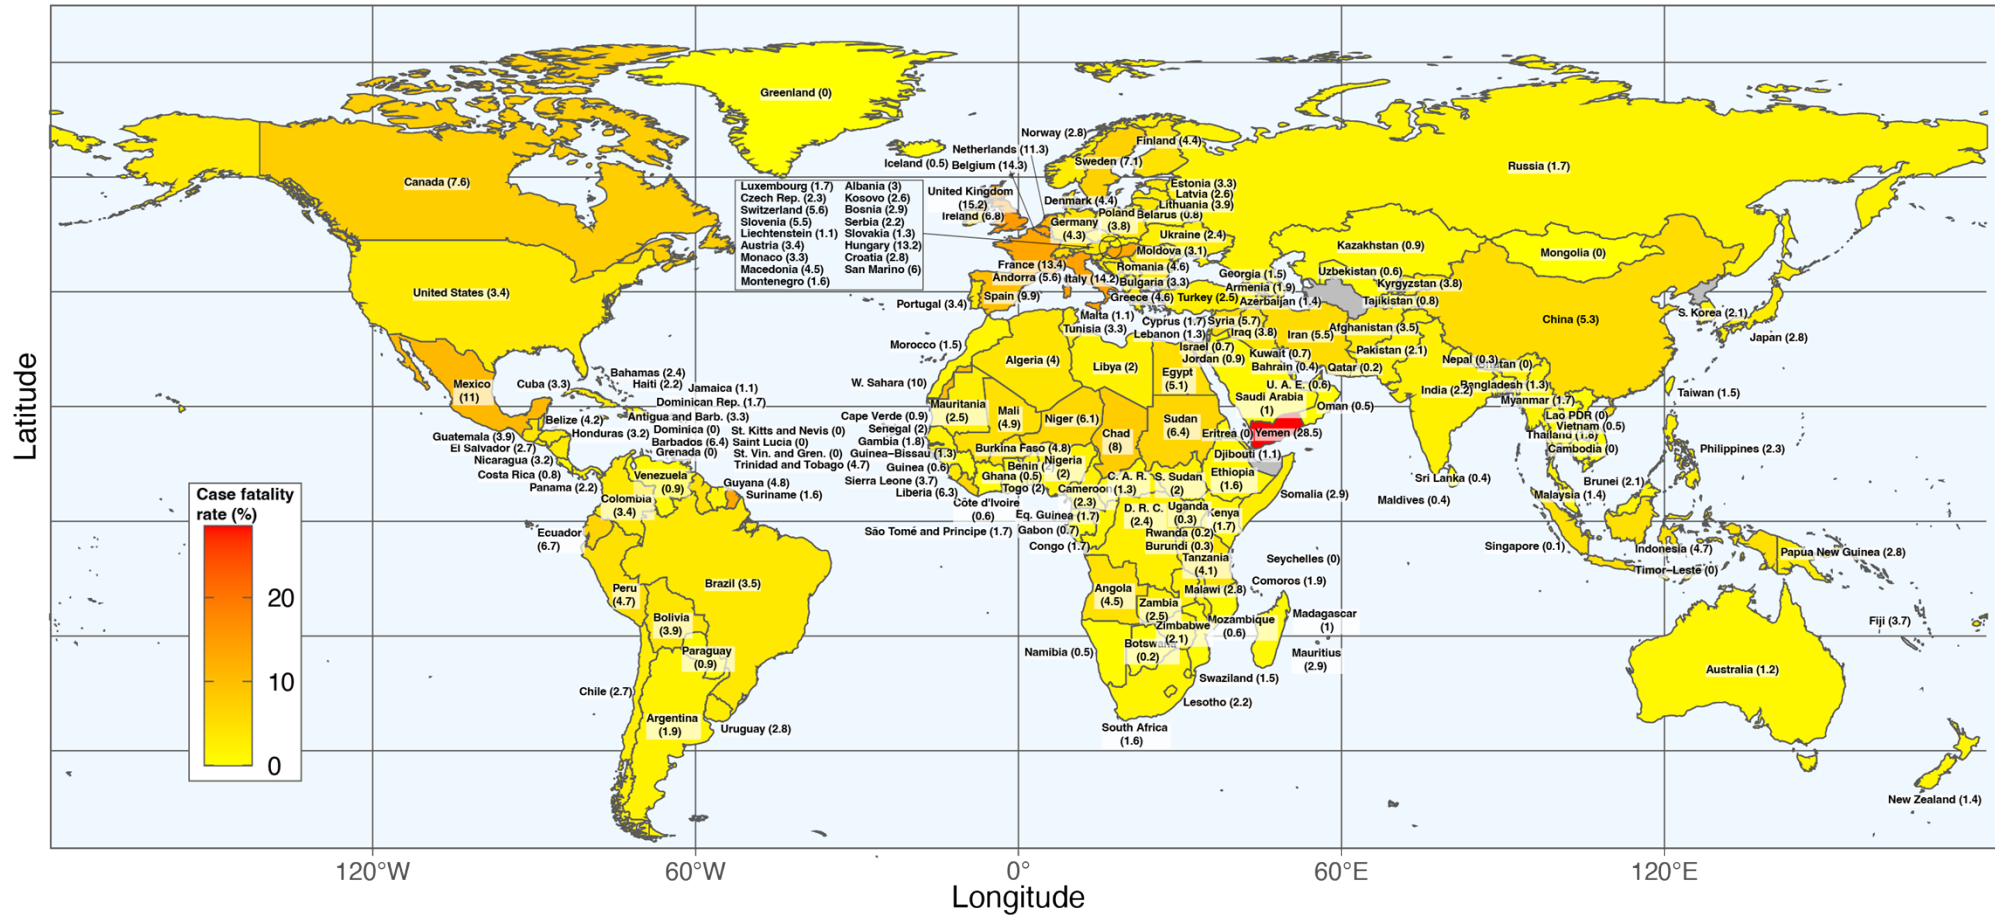 Greenland (0)
Norway (2.8)
Finland (4.4)
Netherlands (11.3)
Iceland (0.5)
Belgium (14.3)
Sweden (7.1)
Russia (1.7)
Canada (7.6)
Luxembourg (1.7)
Czech Rep. (2.3)
Switzerland (5.6)
Slovenia (5.5)
Liechtenstein (1.1)
Austria (3.4)
Monaco (3.3)
Macedonia (4.5)
Montenegro (1.6)
Albania (3)
Kosovo (2.6)
Bosnia (2.9)
Serbia (2.2)
Slovakia (1.3)
Hungary (13.2)
Croatia (2.8)
San Marino (6)
United Kingdom
(15.2)
Ireland (6.8)
Denmark (4.4)
Estonia (3.3)
Latvia (2.6)
Lithuania (3.9)
Belarus (0.8)
Poland
(3.8)
Germany
(4.3)
Ukraine (2.4)
Moldova (3.1)
France (13.4)
Romania (4.6)
Andorra (5.6)
Italy (14.2)
Bulgaria (3.3)
Spain (9.9)
Portugal (3.4)
Greece (4.6)
Turkey (2.5)
Georgia (1.5)
Armenia (1.9)
Azerbaijan (1.4)
Kazakhstan (0.9)
Uzbekistan (0.6)
Kyrgyzstan (3.8)
Tajikistan (0.8)
Mongolia (0)
China (5.3)
S. Korea (2.1)
Japan (2.8)
United States (3.4)
Malta (1.1)
Tunisia (3.3)
Cyprus (1.7)
Lebanon (1.3)
Syria (5.7)
Iraq (3.8)
Iran (5.5)
Afghanistan (3.5)
Pakistan (2.1)
Israel (0.7)
Jordan (0.9)
Kuwait (0.7)
Bahrain (0.4)
Qatar (0.2)
U. A. E. (0.6)
Saudi Arabia
(1)
Oman (0.5)
Yemen (28.5)
Nepal (0.3)
(0)
India (2.2)
Bangladesh (1.3)
Myanmar (1.7)
Lao PDR (0)
Vietnam (0.5)
Thailand (1.8)
Cambodia (0)
Taiwan (1.5)
Philippines (2.3)
Sri Lanka (0.4)
Maldives (0.4)
Brunei (2.1)
Malaysia (1.4)
Singapore (0.1)
Indonesia (4.7)
Timor−Leste (0)
Papua New Guinea (2.8)
Fiji (3.7)
Australia (1.2)
New Zealand (1.4)
Morocco (1.5)
Algeria (4)
Libya (2)
Egypt
(5.1)
W. Sahara (10)
Mauritania
(2.5)
Mali
(4.9)
Niger (6.1)
Chad
(8)
Sudan
(6.4)
Eritrea (0)
Djibouti (1.1)
Cape Verde (0.9)
Senegal (2)
Gambia (1.8)
Guinea−Bissau (1.3)
Guinea (0.6)
Sierra Leone (3.7)
Liberia (6.3)
Burkina Faso (4.8)
Benin
Nigeria
(2)
Ghana (0.5)
Togo (2)
Côte d'Ivoire
(0.6)
Cameroon
(2.3)
C. A. R.
(1.3)
S. Sudan
(2)
Ethiopia
(1.6)
Somalia (2.9)
Eq. Guinea (1.7)
São Tomé and Principe (1.7)
Gabon (0.7)
Congo (1.7)
D. R. C.
(2.4)
Uganda
(0.3)
Kenya
(1.7)
Rwanda (0.2)
Burundi (0.3)
Tanzania
(4.1)
Seychelles (0)
Comoros (1.9)
Angola
(4.5)
Malawi (2.8)
Zambia
(2.5)
Zimbabwe
(2.1)
Mozambique
(0.6)
Madagascar
(1)
Mauritius
(2.9)
Namibia (0.5)
Botswana
(0.2)
Swaziland (1.5)
Lesotho (2.2)
South Africa
(1.6)
Mexico
(11)
Cuba (3.3)
Bahamas (2.4)
Haiti (2.2)
Jamaica (1.1)
Dominican Rep. (1.7)
Belize (4.2)
Antigua and Barb. (3.3)
Dominica (0)
St. Kitts and Nevis (0)
Guatemala (3.9)
Honduras (3.2)
Barbados (6.4)
Saint Lucia (0)
El Salvador (2.7)
Grenada (0)
St. Vin. and Gren. (0)
Nicaragua (3.2)
Trinidad and Tobago (4.7)
Costa Rica (0.8)
Panama (2.2)
Venezuela
(0.9)
Guyana (4.8)
Suriname (1.6)
Colombia
(3.4)
Ecuador
(6.7)
Brazil (3.5)
Peru
(4.7)
Bolivia
(3.9)
Paraguay
(0.9)
Chile (2.7)
Argentina
(1.9)
Uruguay (2.8)
Case fatality
rate (%)
20
10
0
Latitude
120°W
60°W
0°
60°E
120°E
Longitude